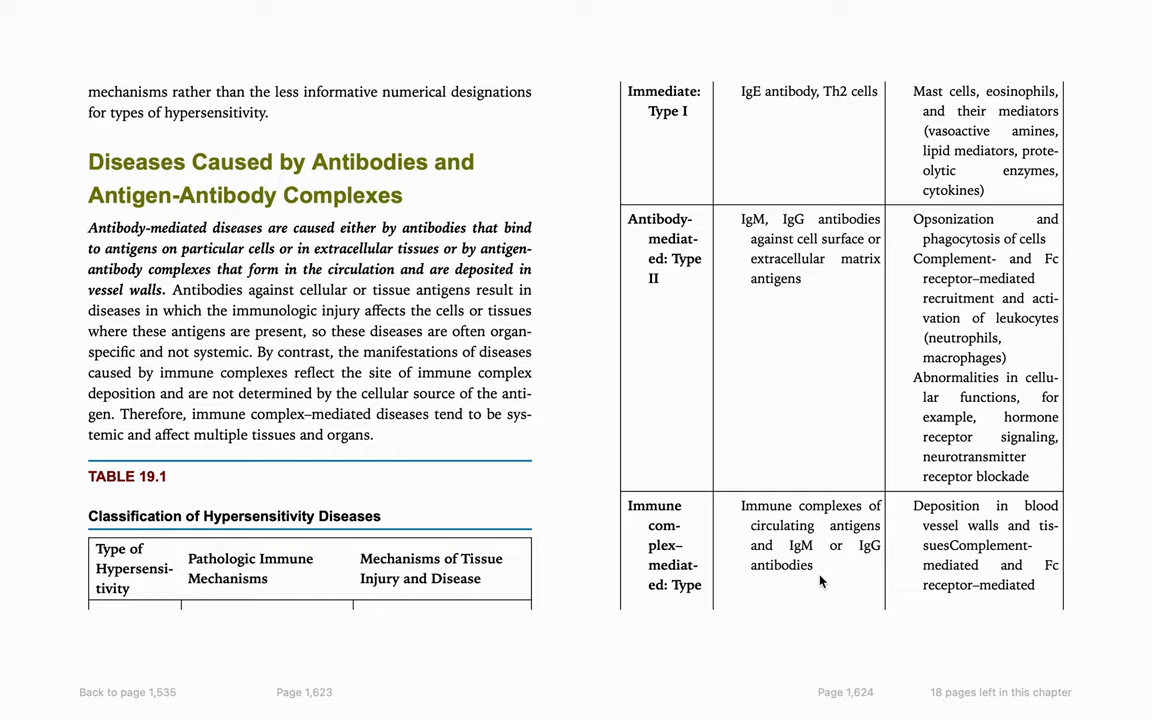 mechanisms rather than the less informative numerical designations
for types of hypersensitivity.
Diseases Caused by Antibodies and
Antigen-Antibody Complexes
Antibody-mediated diseases are caused either by antibodies that bind
to antigens on particular cells or in extracellular tissues or by antigen-
antibody complexes that form in the circulation and are deposited in
vessel walls. Antibodies against cellular or tissue antigens result in
diseases in which the immunologic injury affects the cells or tissues
where these antigens are present, so these diseases are often organ-
specific and not systemic. By contrast, the manifestations of diseases
caused by immune complexes reflect the site of immune complex
deposition and are not determined by the cellular source of the anti-
gen. Therefore, immune complex–mediated diseases tend to be sys-
temic and affect multiple tissues and organs.
TABLE 19.1
Classification of Hypersensitivity Diseases
Type of
Hypersensi-
tivity
Pathologic Immune
Mechanisms
Mechanisms of Tissue
Injury and Disease
Immediate:
Type I
IgE antibody, Th2 cells
Mast cells, eosinophils,
and their mediators
(vasoactive amines,
lipid mediators, prote-
olytic enzymes,
cytokines)
Antibody-
mediat-
ed: Type
II
IgM, IgG antibodies
against cell surface or
extracellular matrix
antigens
Opsonization and
phagocytosis of cells
Complement- and Fc
receptor–mediated
recruitment and acti-
vation of leukocytes
(neutrophils,
macrophages)
Abnormalities in cellu-
lar functions, for
example, hormone
receptor signaling,
neurotransmitter
receptor blockade
Immune
com-
plex–
mediat-
ed: Type
Immune complexes of
circulating antigens
and IgM or IgG
antibodies
Deposition in blood
vessel walls and tis-
suesComplement-
mediated and Fc
receptor–mediated
Back to page 1,535
Page 1,623
Page 1,624
18 pages left in this chapter